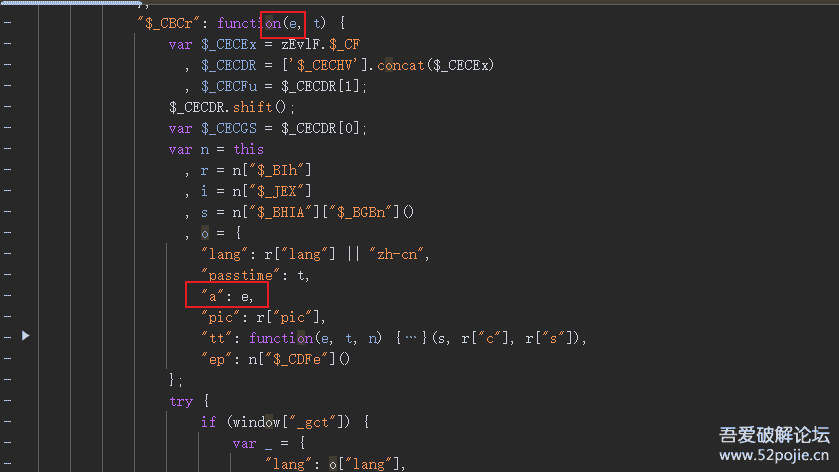 },
"$_CBCr": function(e, t) {
var $_CECEx = zEvlF.$_CF
, $_CECDR = ['$_CECHV'].concat($_CECEx)
, $_CECFu = $_CECDR[1];
$_CECDR.shift();
var $_CECGS = $_CECDR[0];
var n = this
, r = n["$_BIh"]
, i = n["$_JEX"]
, s = n["$_BHIA"]["$_BGBn"]()
, o = {
"lang": r["lang"] || "zh-cn",
"passtime": t,
"a": e,
"pic": r["pic"],
"tt": function(e, t, n) {…}(s, r["c"], r["s"]),
"ep": n["$_CDFe"]()
};
try {
if (window["_gct"]) {
var _ = {
"lang": o["lang"],
吾爱破解论坛
www.52pojie.cn